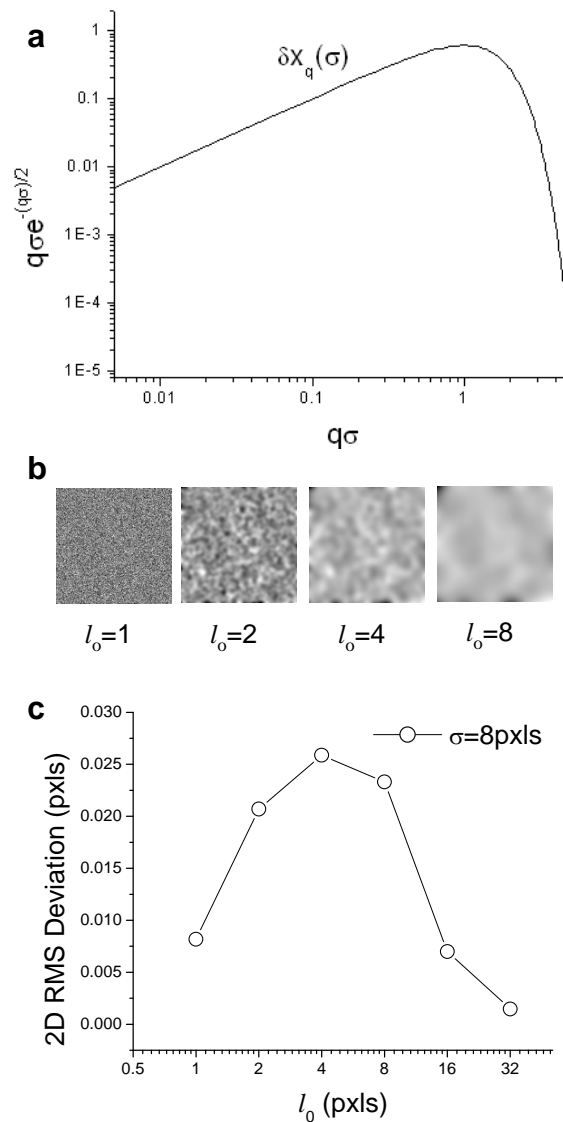 a
δx_q(σ)
1
0.1
0.01
1E-3
1E-4
1E-5
qσe^-(qσ)/2
0.01 0.1 1
qσ
b
l_o=1 l_o=2 l_o=4 l_o=8
c
σ=8pxls
0.030
0.025
0.020
0.015
0.010
0.005
0.000
2D RMS Deviation (pxls)
0.5 1 2 4 8 16 32
l_0 (pxls)